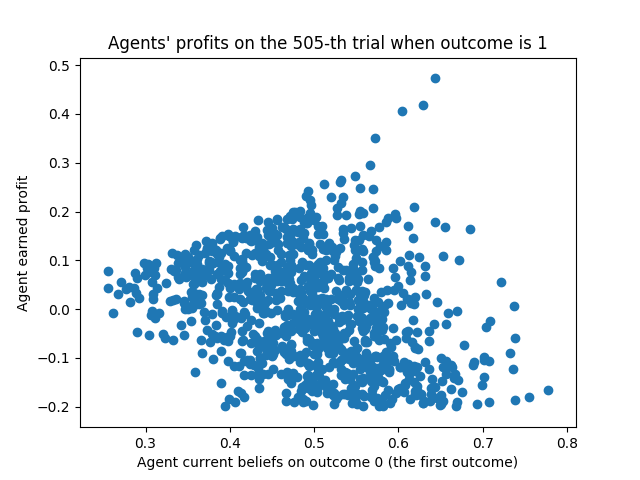 Agents' profits on the 505-th trial when outcome is 1
0.5
0.4
0.3
0.2
0.1
0.0
−0.1
−0.2
Agent earned profit
0.3 0.4 0.5 0.6 0.7 0.8
Agent current beliefs on outcome 0 (the first outcome)